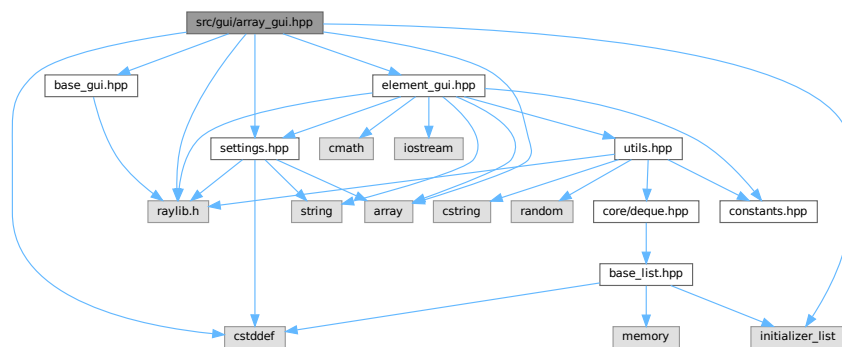 src/gui/array_gui.hpp
base_gui.hpp
element_gui.hpp
settings.hpp
cmath
iostream
utils.hpp
raylib.h
string
array
cstring
random
core/deque.hpp
constants.hpp
base_list.hpp
cstddef
memory
initializer_list